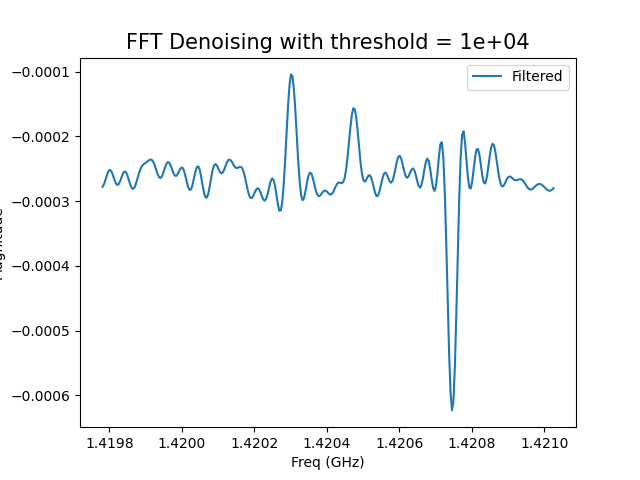 FFT Denoising with threshold = 1e+04
Filtered
−0.0001
−0.0002
−0.0003
−0.0004
−0.0005
−0.0006
1.4198 1.4200 1.4202 1.4204 1.4206 1.4208 1.4210
Freq (GHz)